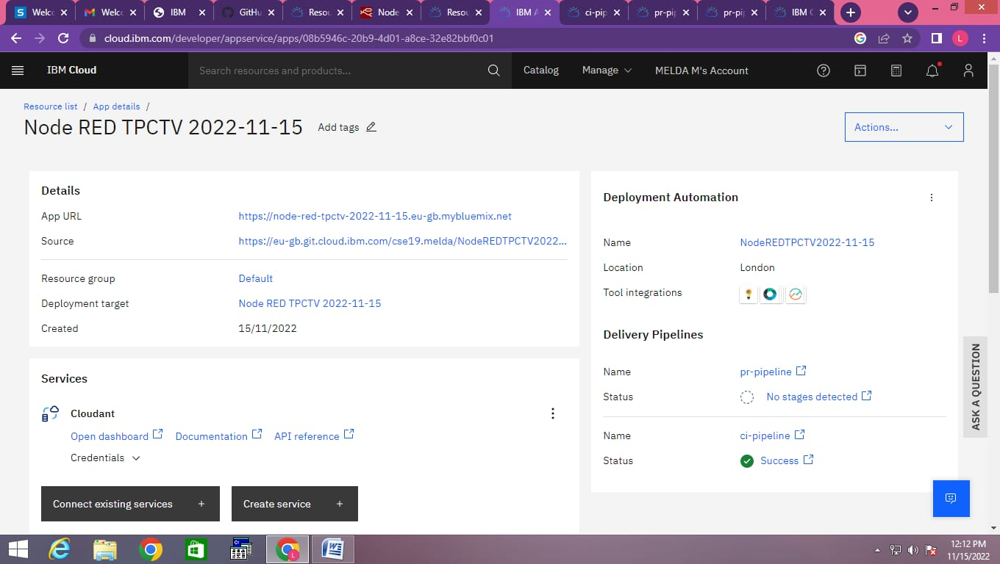 Welc
Welc
IBM
GitHu
Resou
Node
Resou
IBM A
ci-pip
pr-pip
pr-pip
IBM C
cloud.ibm.com/developer/appservice/apps/08b5946c-20b9-4d01-a8ce-32e82bbf0c01
L
IBM Cloud
Search resources and products...
Catalog
Manage
MELDA M's Account
Resource list / App details /
Node RED TPCTV 2022-11-15
Add tags
Actions...
Details
App URL https://node-red-tpctv-2022-11-15.eu-gb.mybluemix.net
Source https://eu-gb.git.cloud.ibm.com/cse19.melda/NodeREDTPCTV2022...
Resource group Default
Deployment target Node RED TPCTV 2022-11-15
Created 15/11/2022
Services
Cloudant
Open dashboard Documentation API reference
Credentials
Connect existing services +
Create service +
Deployment Automation
Name NodeREDTPCTV2022-11-15
Location London
Tool integrations
Delivery Pipelines
Name pr-pipeline
Status No stages detected
Name ci-pipeline
Status Success
ASK A QUESTION
12:12 PM
11/15/2022